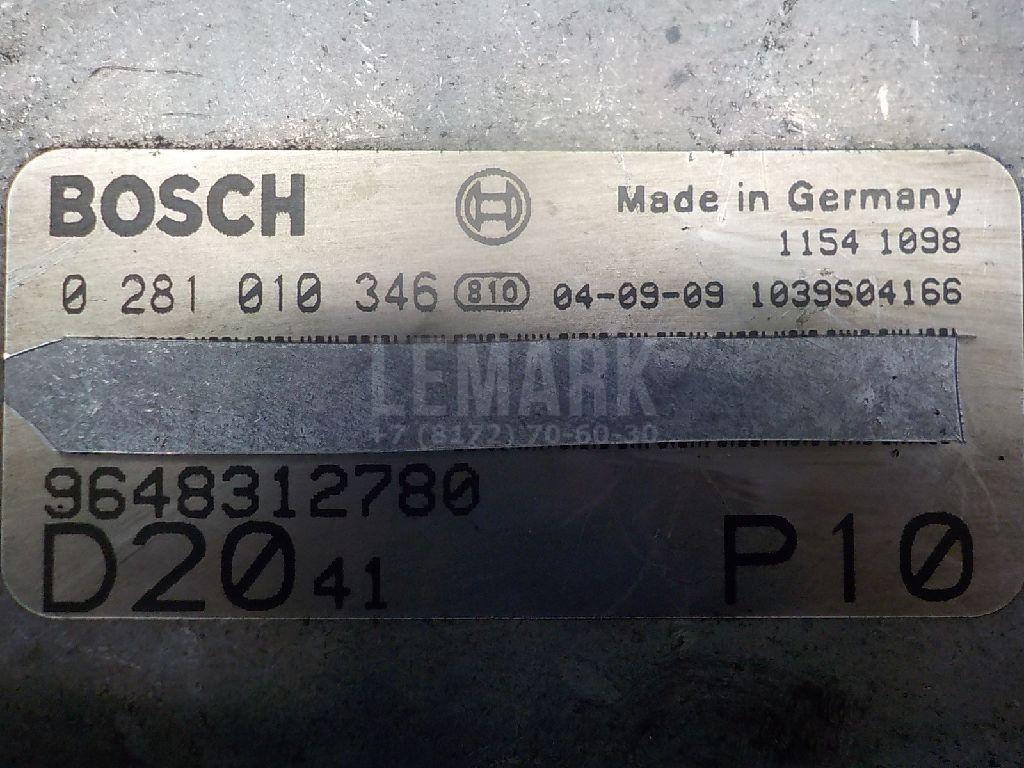 BOSCH
Made in Germany
1154 1098
0 281 010 346 810 04-09-09 1039S04166
LEMARK
+7 (8172) 70-60-30
9648312780
D20 41 P10